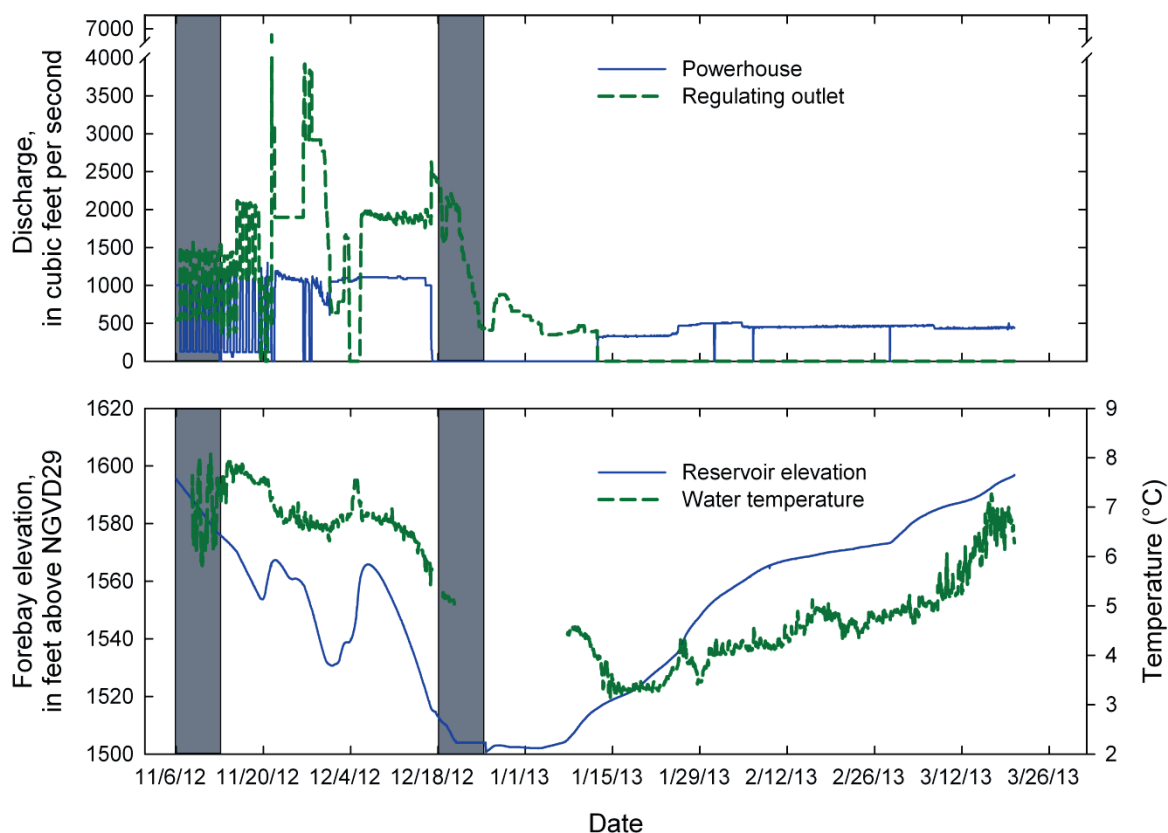 7000
4000
3500
3000
2500
2000
1500
1000
500
0
Discharge,
in cubic feet per second
Powerhouse
Regulating outlet
1620
1600
1580
1560
1540
1520
1500
Forebay elevation,
in feet above NGVD29
Reservoir elevation
Water temperature
9
8
7
6
5
4
3
2
Temperature (°C)
11/6/12 11/20/12 12/4/12 12/18/12 1/1/13 1/15/13 1/29/13 2/12/13 2/26/13 3/12/13 3/26/13
Date